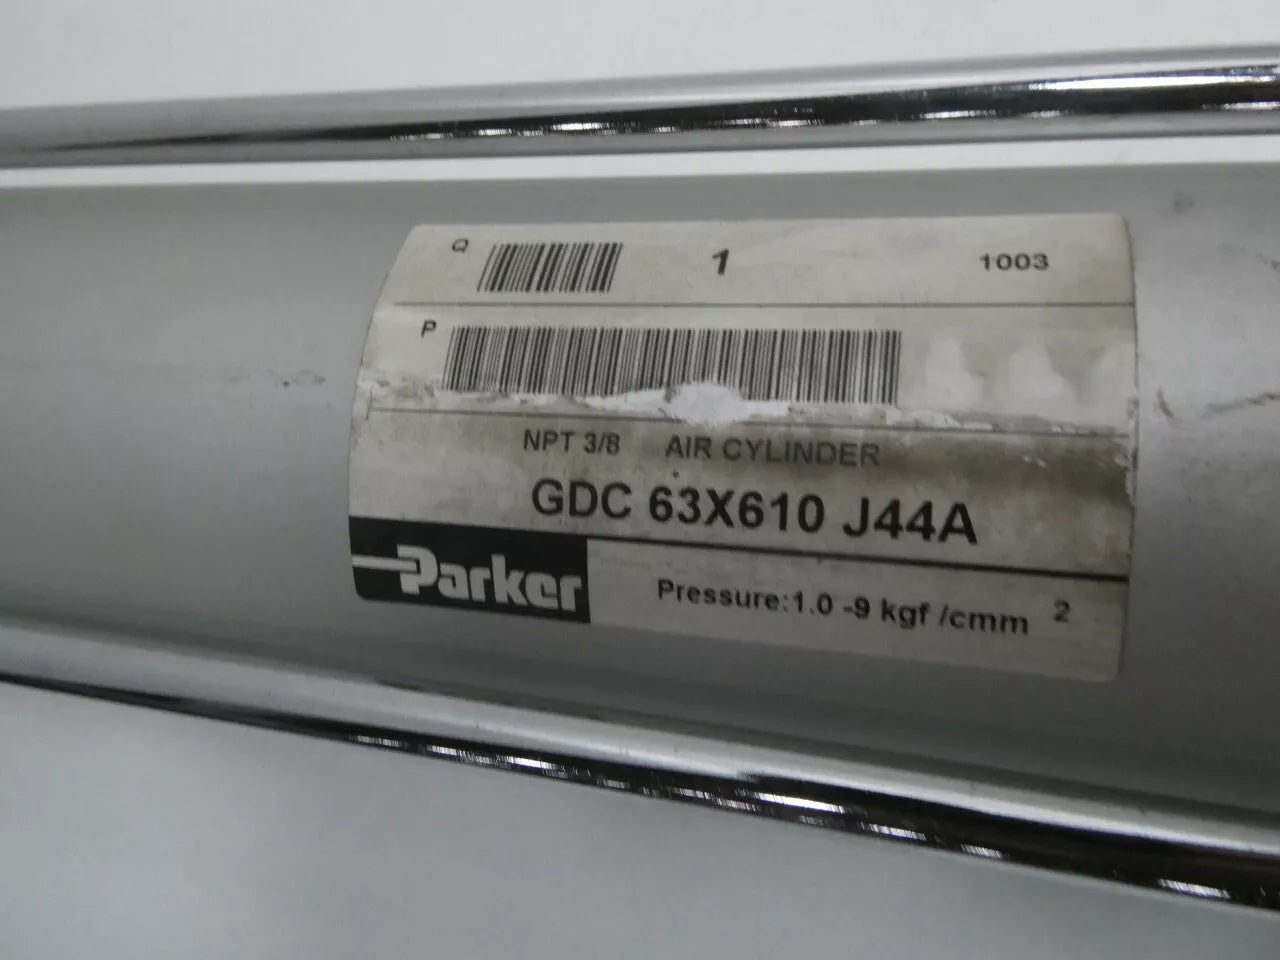 Q 1 1003
P
NPT 3/8 AIR CYLINDER
GDC 63X610 J44A
Parker
Pressure:1.0 -9 kgf /cmm 2